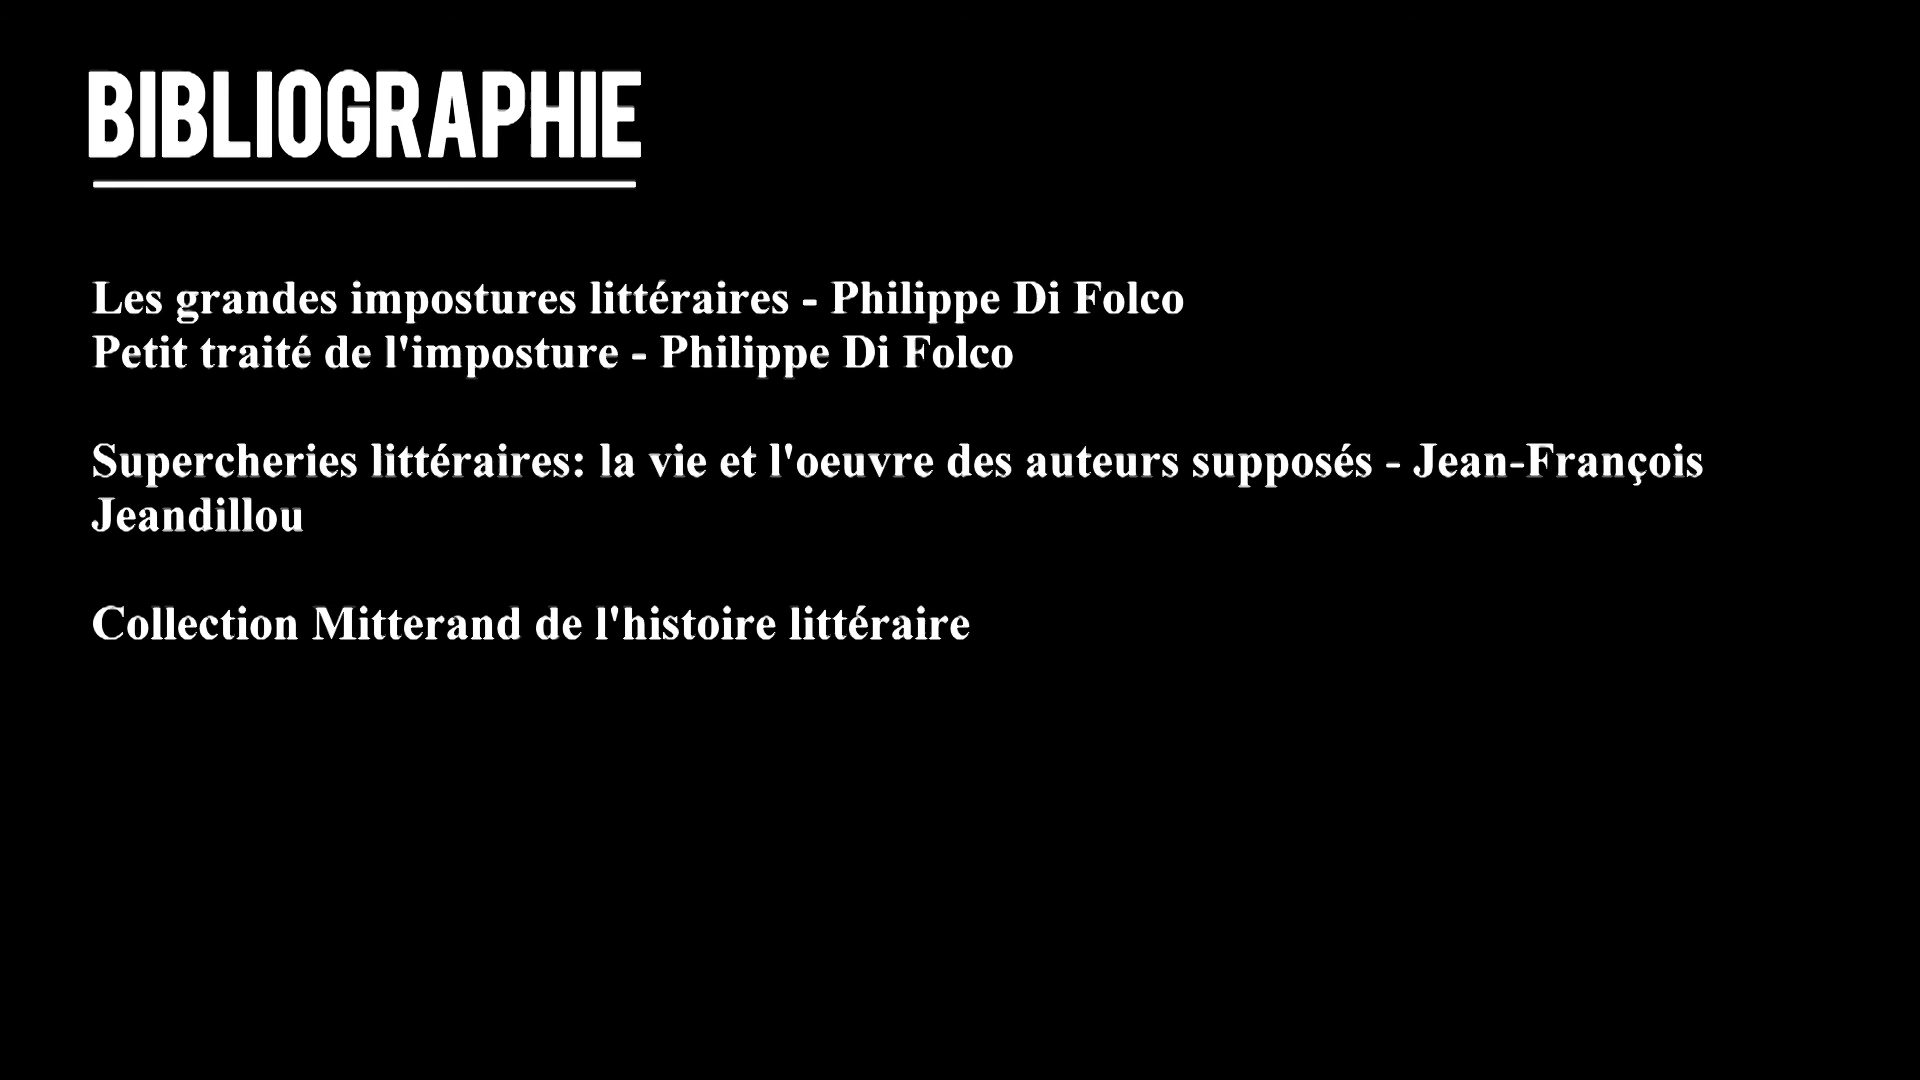 BIBLIOGRAPHIE
Les grandes impostures littéraires - Philippe Di Folco
Petit traité de l'imposture - Philippe Di Folco
Supercheries littéraires: la vie et l'oeuvre des auteurs supposés - Jean-François
Jeandillou
Collection Mitterand de l'histoire littéraire